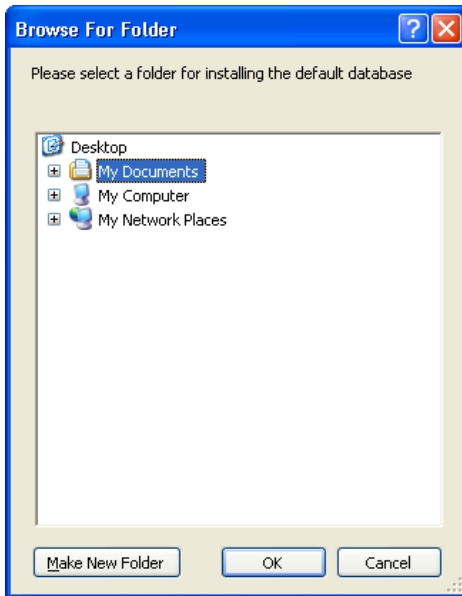 Browse For Folder
Please select a folder for installing the default database
Desktop
My Documents
My Computer
My Network Places
Make New Folder OK Cancel